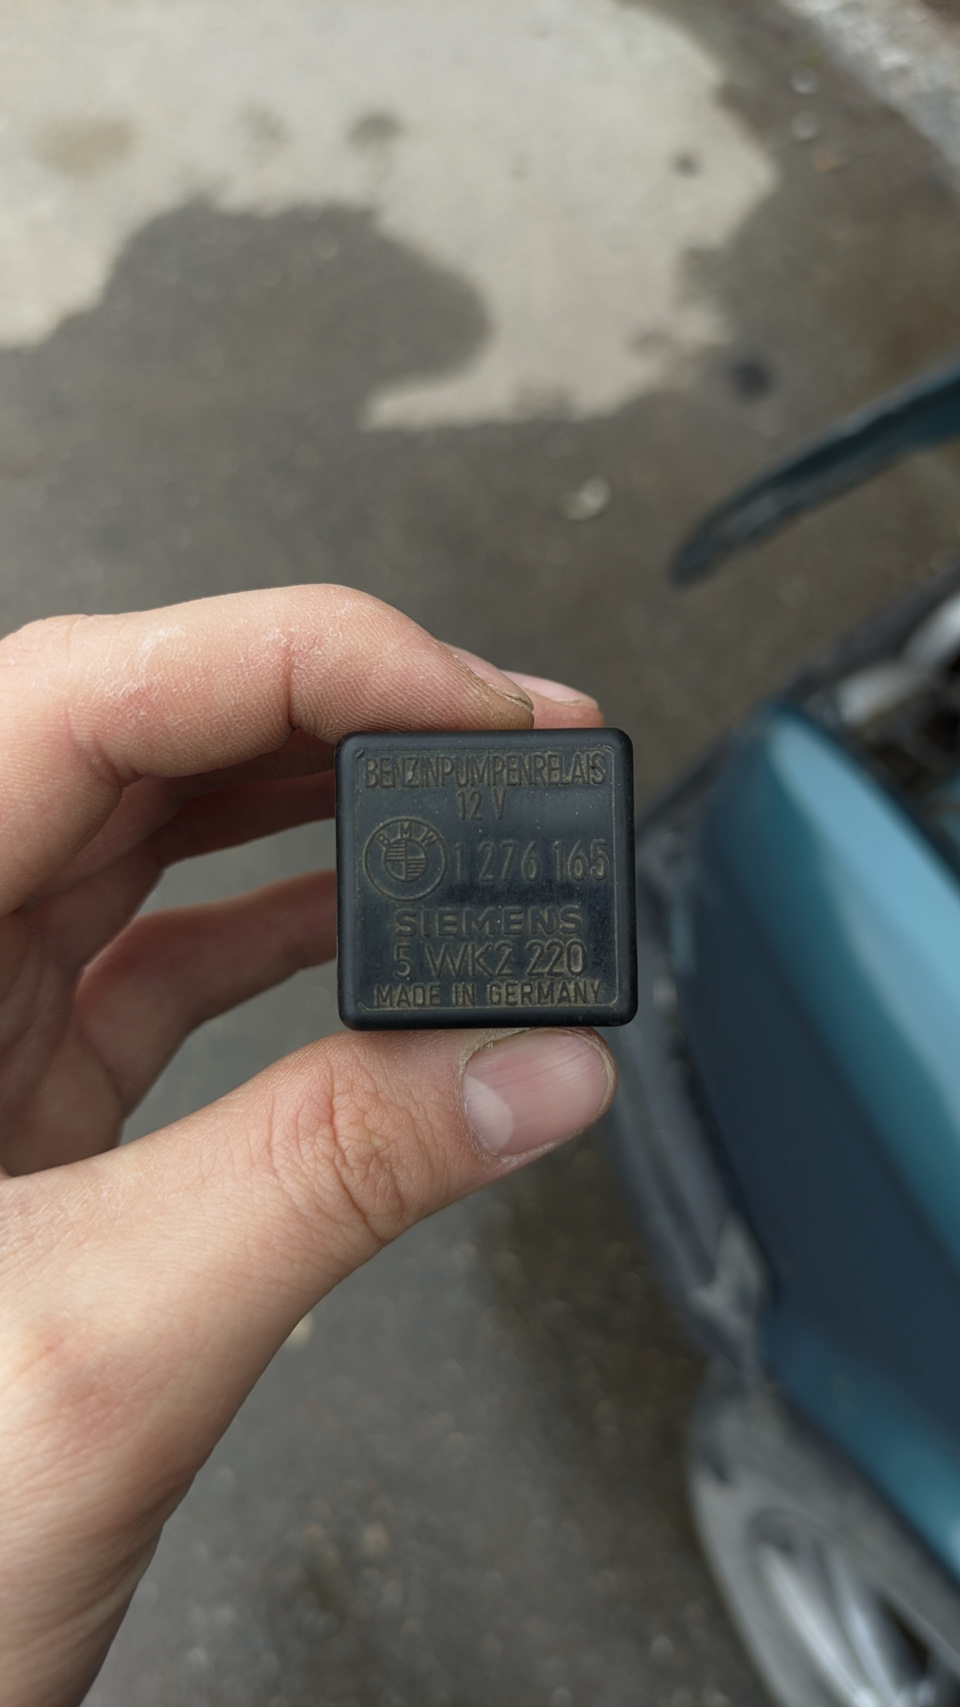 BENZINPUMPENRELAIS
12 V
BMW 1 276 165
SIEMENS
5 WK2 220
MADE IN GERMANY